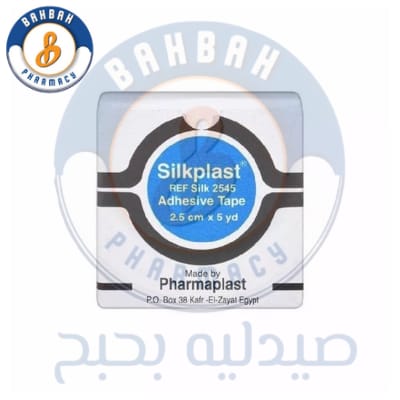 BAHBAH
PHARMACY
BAHBAH
Silkplast®
REF Silk 2545
Adhesive Tape
2.5 cm x 5 yd
PHARMACY
Made by
Pharmaplast
P.O. Box 38 Kafr -El-Zayat Egypt
صيدليه بحبح